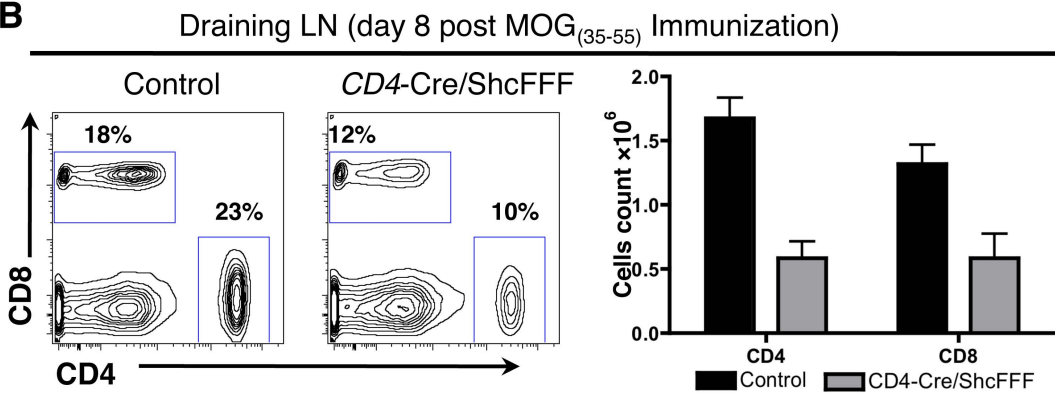 B
Draining LN (day 8 post MOG(35-55) Immunization)
Control
CD4-Cre/ShcFFF
18%
12%
23%
10%
CD8
CD4
Cells count ×10⁶
2.0
1.5
1.0
0.5
0.0
CD4
CD8
Control
CD4-Cre/ShcFFF